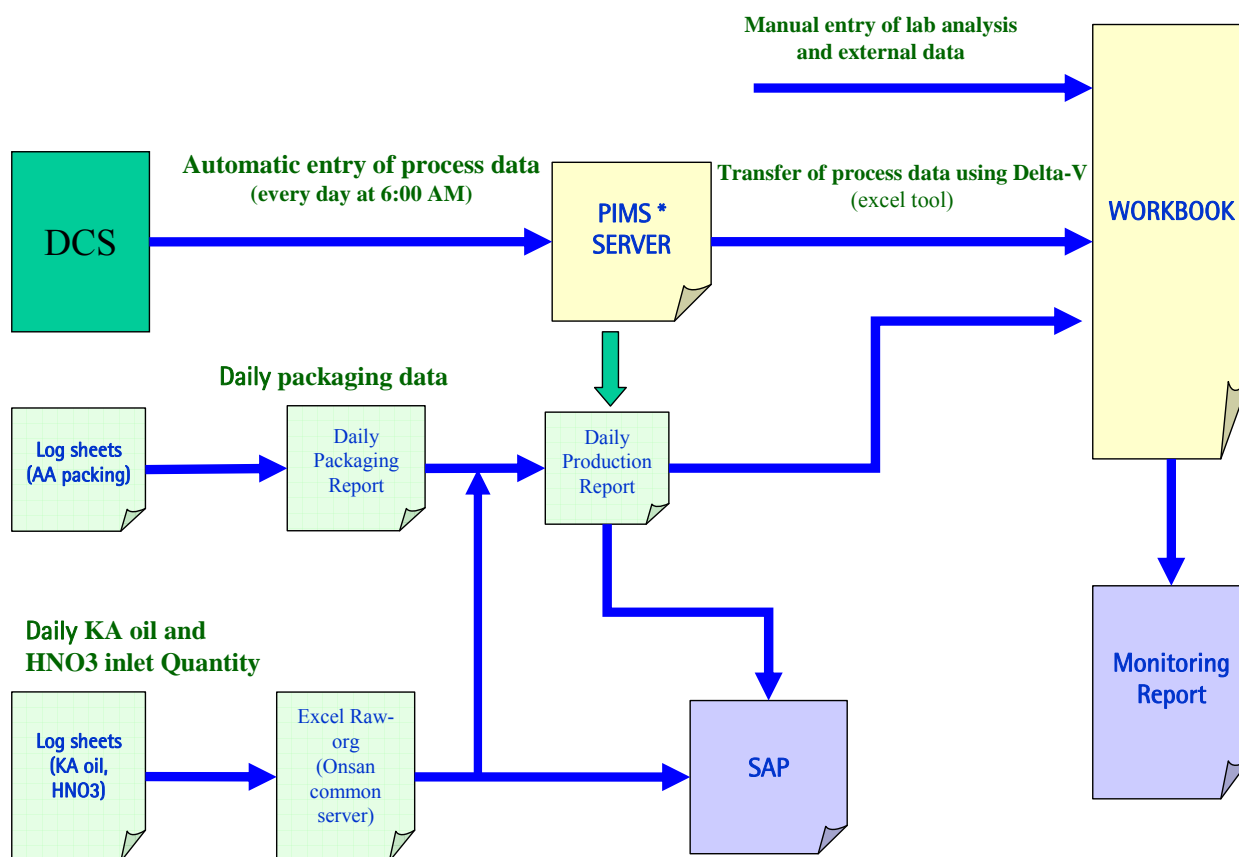 Manual entry of lab analysis
and external data
Automatic entry of process data
(every day at 6:00 AM)
Transfer of process data using Delta-V
(excel tool)
DCS
PIMS *
SERVER
WORKBOOK
Daily packaging data
Log sheets
(AA packing)
Daily
Packaging
Report
Daily
Production
Report
Daily KA oil and
HNO3 inlet Quantity
Log sheets
(KA oil,
HNO3)
Excel Raw-
org
(Onsan
common
server)
SAP
Monitoring
Report